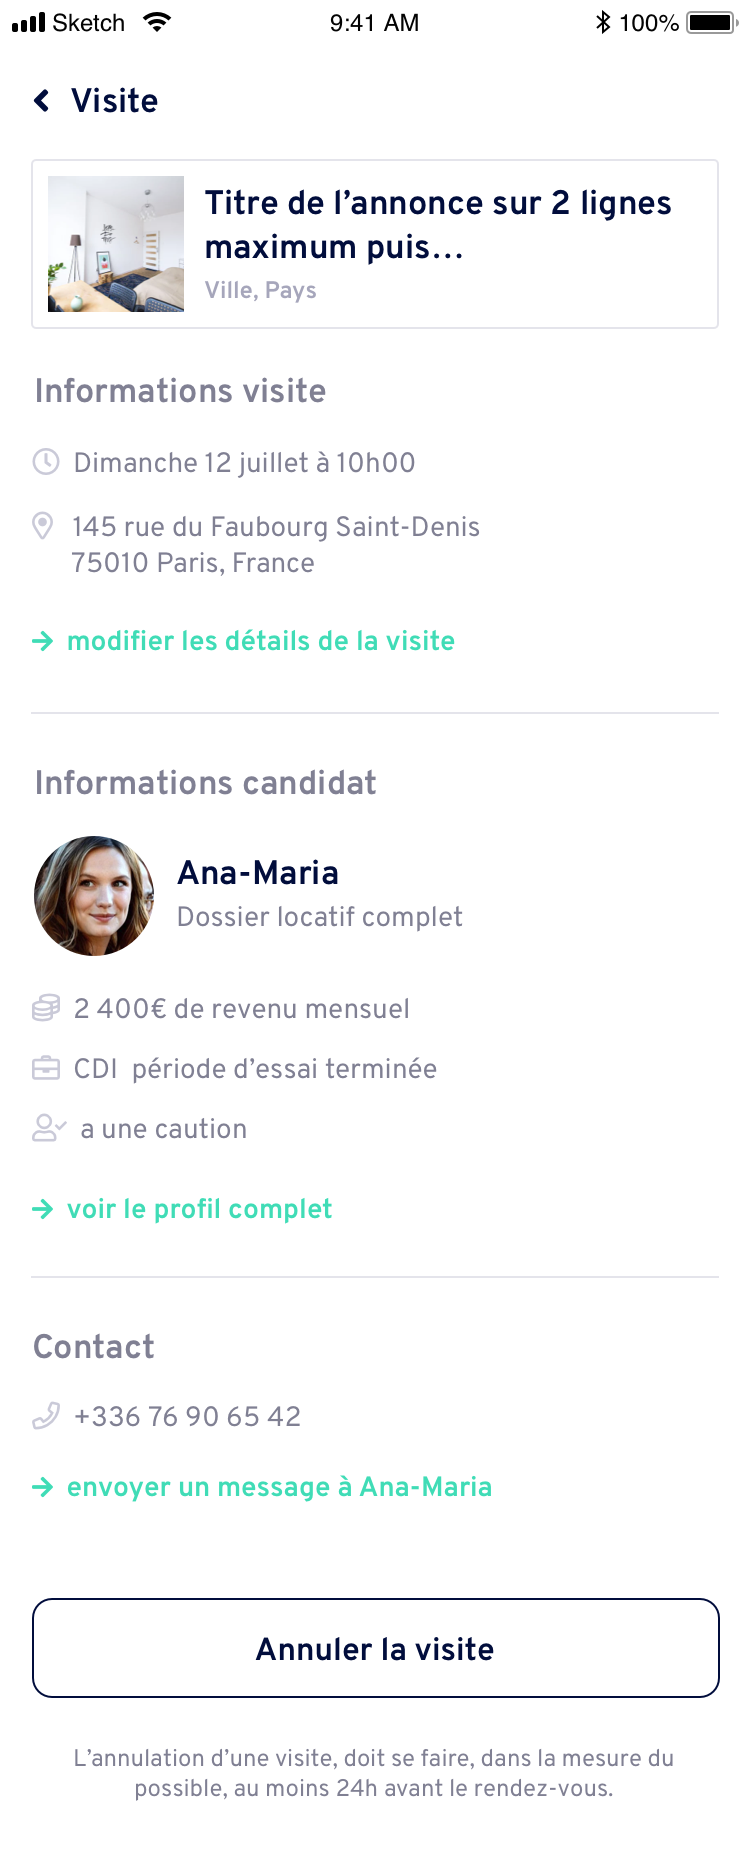 Sketch 9:41 AM 100%
Visite
Titre de l’annonce sur 2 lignes
maximum puis…
Ville, Pays
Informations visite
Dimanche 12 juillet à 10h00
145 rue du Faubourg Saint-Denis
75010 Paris, France
modifier les détails de la visite
Informations candidat
Ana-Maria
Dossier locatif complet
2 400€ de revenu mensuel
CDI période d’essai terminée
a une caution
voir le profil complet
Contact
+336 76 90 65 42
envoyer un message à Ana-Maria
Annuler la visite
L’annulation d’une visite, doit se faire, dans la mesure du
possible, au moins 24h avant le rendez-vous.